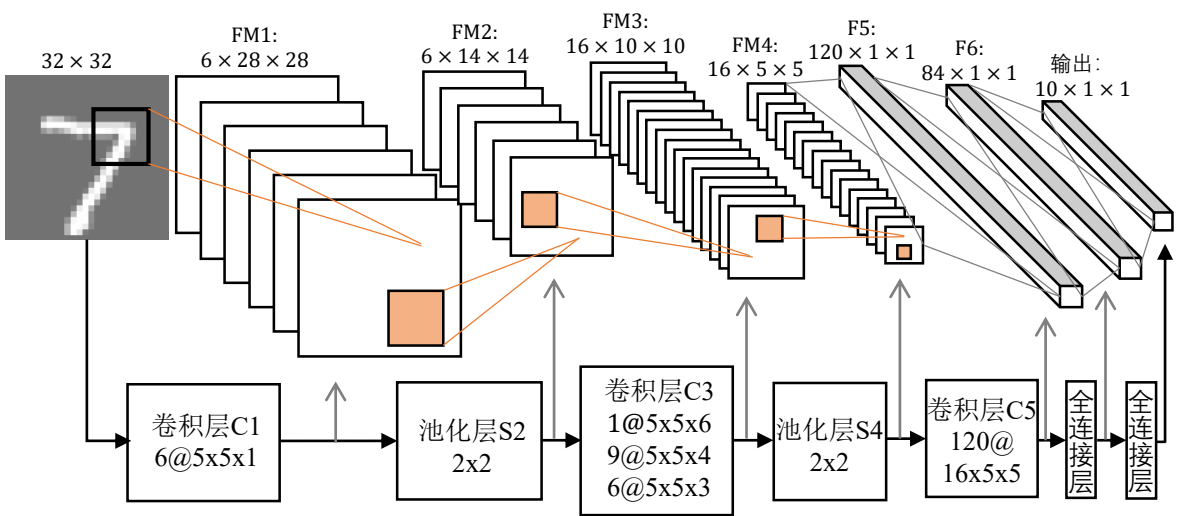 32 × 32
FM1:
6 × 28 × 28
FM2:
6 × 14 × 14
FM3:
16 × 10 × 10
FM4:
16 × 5 × 5
F5:
120 × 1 × 1
F6:
84 × 1 × 1
输出:
10 × 1 × 1
卷积层C1
6@5x5x1
池化层S2
2x2
卷积层C3
1@5x5x6
9@5x5x4
6@5x5x3
池化层S4
2x2
卷积层C5
120@
16x5x5
全连接层
全连接层